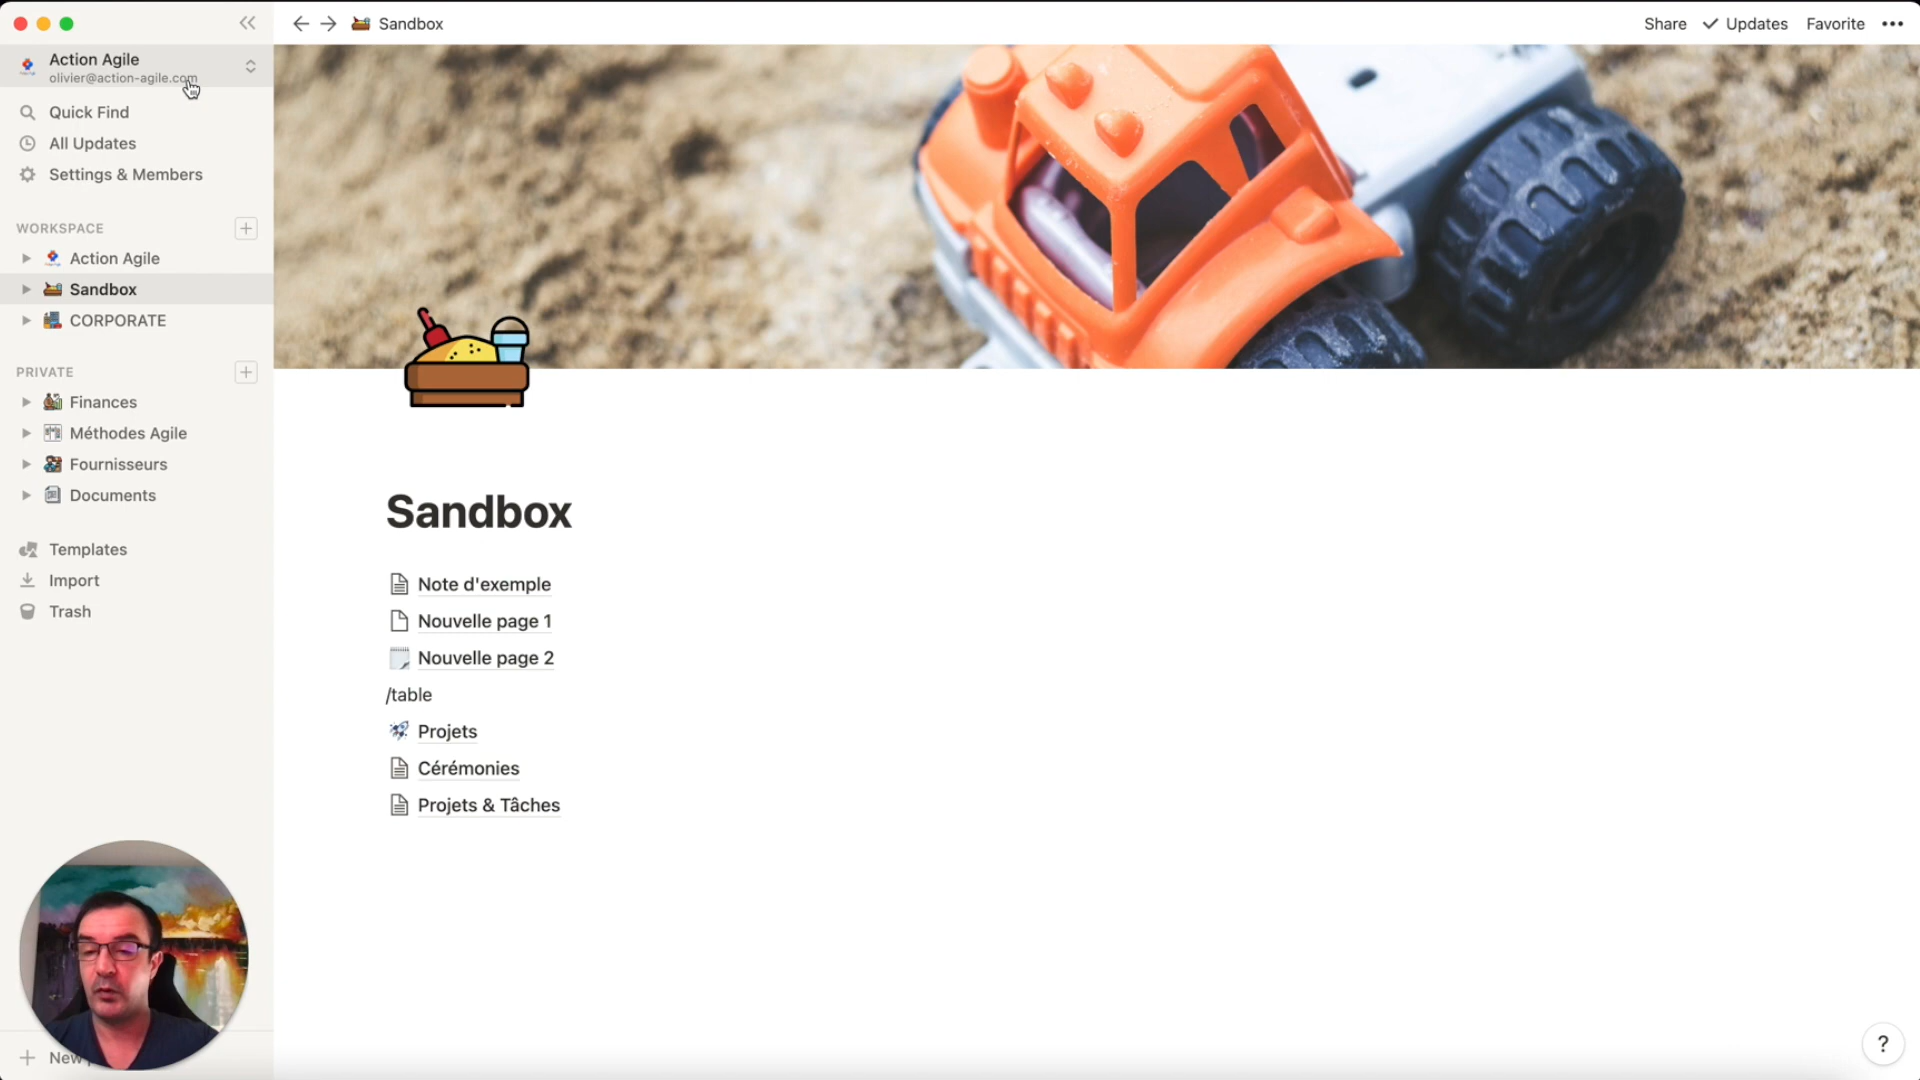 Sandbox
Share
Updates
Favorite
Action Agile
olivier@action-agile.com
Quick Find
All Updates
Settings & Members
WORKSPACE
Action Agile
Sandbox
CORPORATE
PRIVATE
Finances
Méthodes Agile
Fournisseurs
Documents
Templates
Import
Trash
New
Sandbox
Note d'exemple
Nouvelle page 1
Nouvelle page 2
/table
Projets
Cérémonies
Projets & Tâches
?